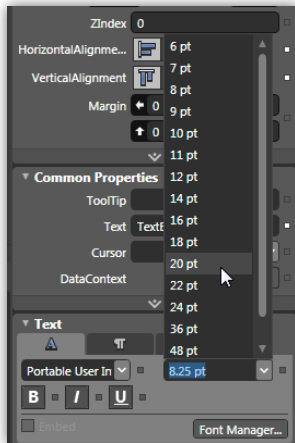 ZIndex 0
HorizontalAlignme...
VerticalAlignment
Margin 0
0
6 pt
7 pt
8 pt
9 pt
10 pt
11 pt
12 pt
14 pt
16 pt
18 pt
20 pt
22 pt
24 pt
36 pt
48 pt
Common Properties
ToolTip
Text TextB
Cursor
DataContext
Text
A ¶
Portable User In 8.25 pt
B I U
Embed Font Manager...